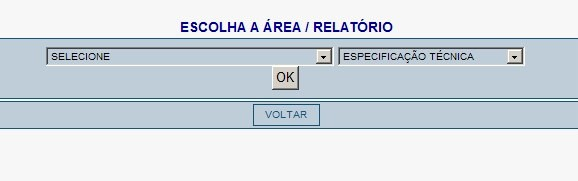 ESCOLHA A ÁREA / RELATÓRIO
SELECIONE ESPECIFICAÇÃO TÉCNICA
OK
VOLTAR